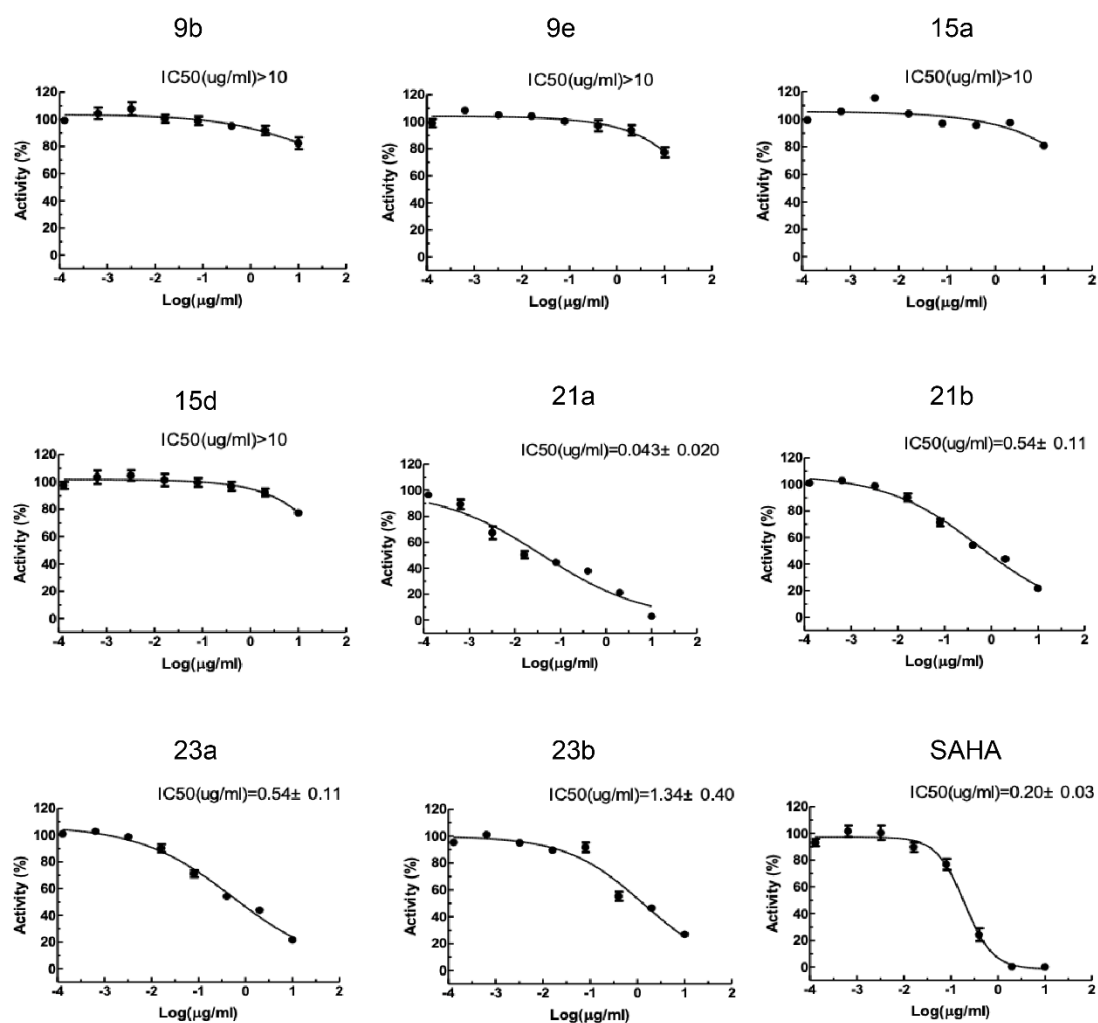 9b
IC50(ug/ml)>10
120
100
80
60
40
20
0
Activity (%)
-4 -3 -2 -1 0 1 2
Log(μg/ml)
9e
IC50(ug/ml)>10
120
100
80
60
40
20
0
Activity (%)
-4 -3 -2 -1 0 1 2
Log(μg/ml)
15a
IC50(ug/ml)>10
120
100
80
60
40
20
0
Activity (%)
-4 -3 -2 -1 0 1 2
Log(μg/ml)
15d
IC50(ug/ml)>10
120
100
80
60
40
20
0
Activity (%)
-4 -3 -2 -1 0 1 2
Log(μg/ml)
21a
IC50(ug/ml)=0.043± 0.020
120
100
80
60
40
20
0
Activity (%)
-4 -3 -2 -1 0 1 2
Log(μg/ml)
21b
IC50(ug/ml)=0.54± 0.11
120
100
80
60
40
20
0
Activity (%)
-4 -3 -2 -1 0 1 2
Log(μg/ml)
23a
IC50(ug/ml)=0.54± 0.11
120
100
80
60
40
20
0
Activity (%)
-4 -3 -2 -1 0 1 2
Log(μg/ml)
23b
IC50(ug/ml)=1.34± 0.40
120
100
80
60
40
20
0
Activity (%)
-4 -3 -2 -1 0 1 2
Log(μg/ml)
SAHA
IC50(ug/ml)=0.20± 0.03
120
100
80
60
40
20
0
Activity (%)
-4 -3 -2 -1 0 1 2
Log(μg/ml)